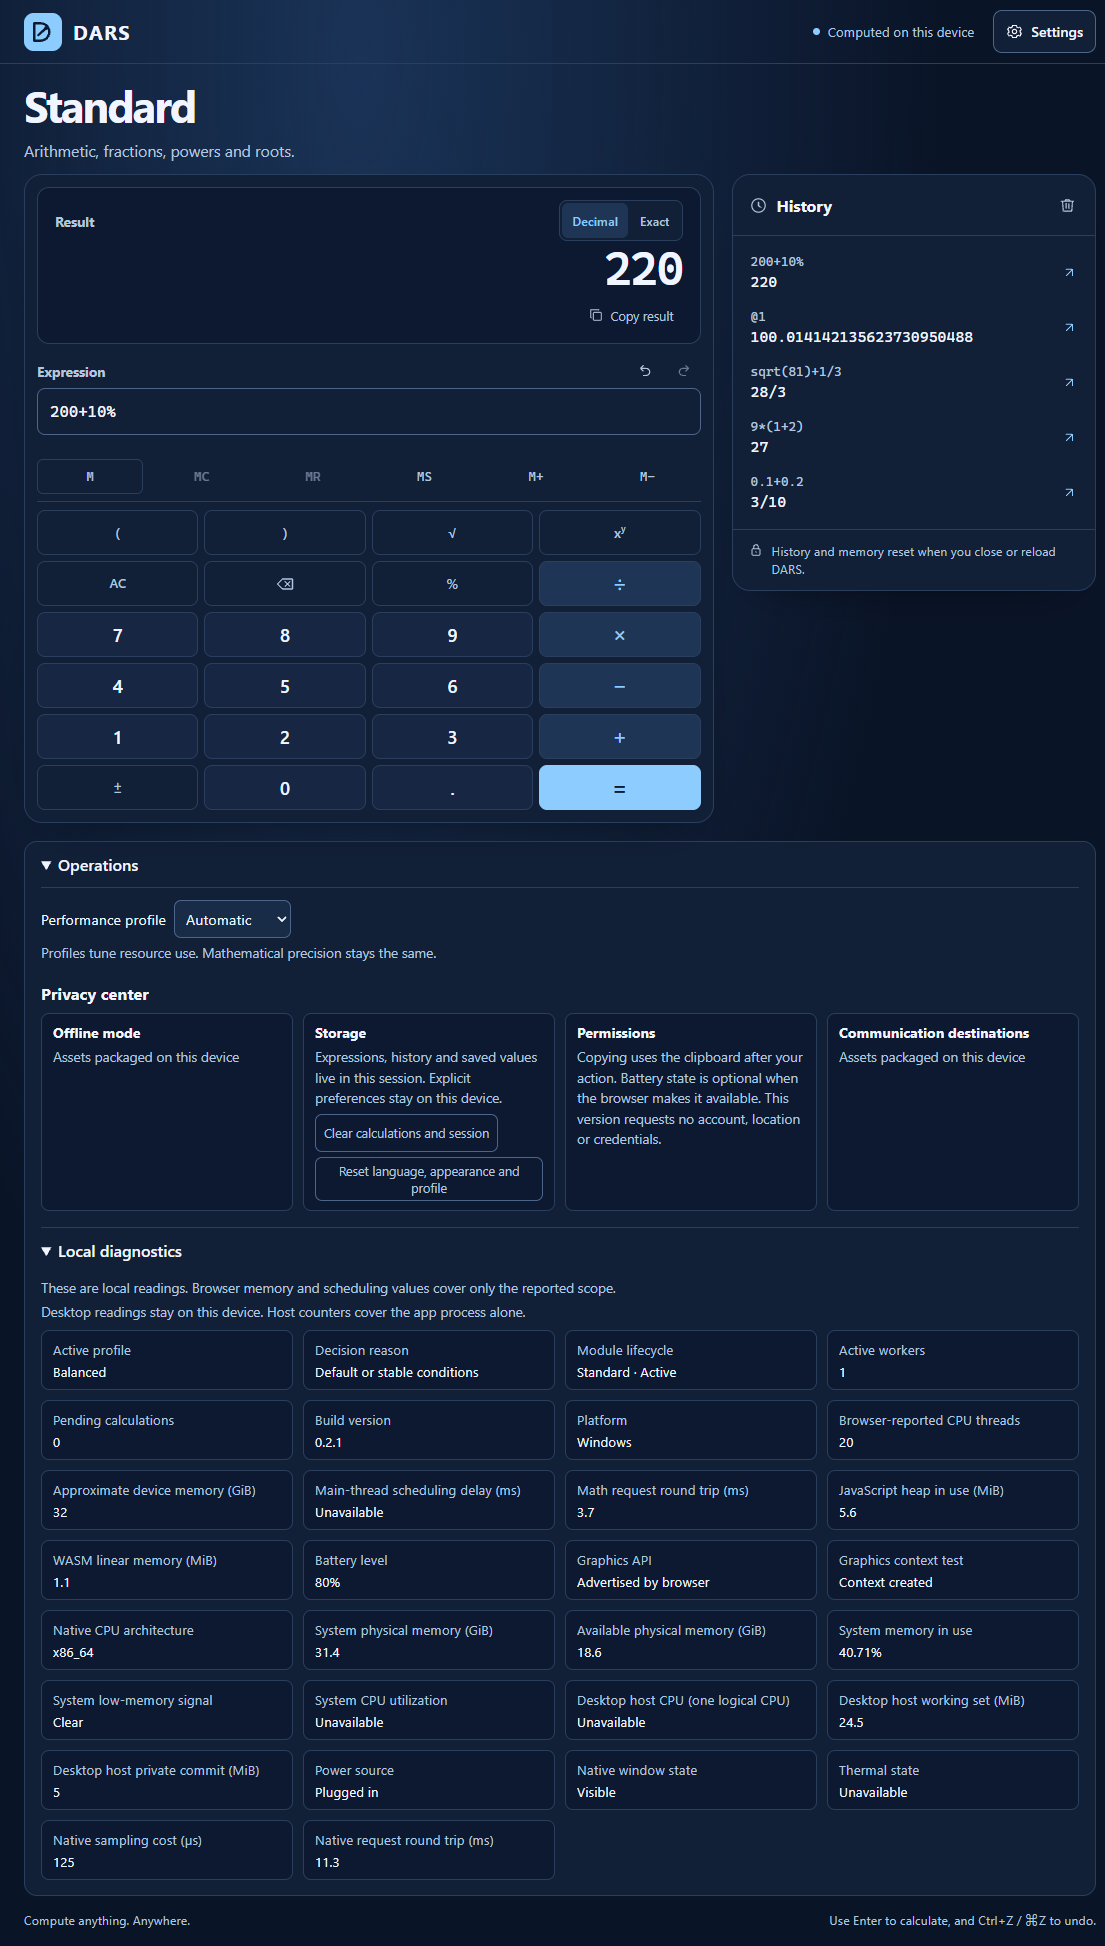 DARS
Computed on this device
Settings
Standard
Arithmetic, fractions, powers and roots.
Result
Decimal
Exact
220
Copy result
Expression
200+10%
M
MC
MR
MS
M+
M−
(
)
√
xʸ
AC
%
÷
7
8
9
×
4
5
6
−
1
2
3
+
±
0
.
=
History
200+10%
220
@1
100.014142135623730950488
sqrt(81)+1/3
28/3
9*(1+2)
27
0.1+0.2
3/10
History and memory reset when you close or reload
DARS.
Operations
Performance profile
Automatic
Profiles tune resource use. Mathematical precision stays the same.
Privacy center
Offline mode
Assets packaged on this device
Storage
Expressions, history and saved values
live in this session. Explicit
preferences stay on this device.
Clear calculations and session
Reset language, appearance and
profile
Permissions
Copying uses the clipboard after your
action. Battery state is optional when
the browser makes it available. This
version requests no account, location
or credentials.
Communication destinations
Assets packaged on this device
Local diagnostics
These are local readings. Browser memory and scheduling values cover only the reported scope.
Desktop readings stay on this device. Host counters cover the app process alone.
Active profile
Balanced
Decision reason
Default or stable conditions
Module lifecycle
Standard · Active
Active workers
1
Pending calculations
0
Build version
0.2.1
Platform
Windows
Browser-reported CPU threads
20
Approximate device memory (GiB)
32
Main-thread scheduling delay (ms)
Unavailable
Math request round trip (ms)
3.7
JavaScript heap in use (MiB)
5.6
WASM linear memory (MiB)
1.1
Battery level
80%
Graphics API
Advertised by browser
Graphics context test
Context created
Native CPU architecture
x86_64
System physical memory (GiB)
31.4
Available physical memory (GiB)
18.6
System memory in use
40.71%
System low-memory signal
Clear
System CPU utilization
Unavailable
Desktop host CPU (one logical CPU)
Unavailable
Desktop host working set (MiB)
24.5
Desktop host private commit (MiB)
5
Power source
Plugged in
Native window state
Visible
Thermal state
Unavailable
Native sampling cost (µs)
125
Native request round trip (ms)
11.3
Compute anything. Anywhere.
Use Enter to calculate, and Ctrl+Z / ⌘Z to undo.